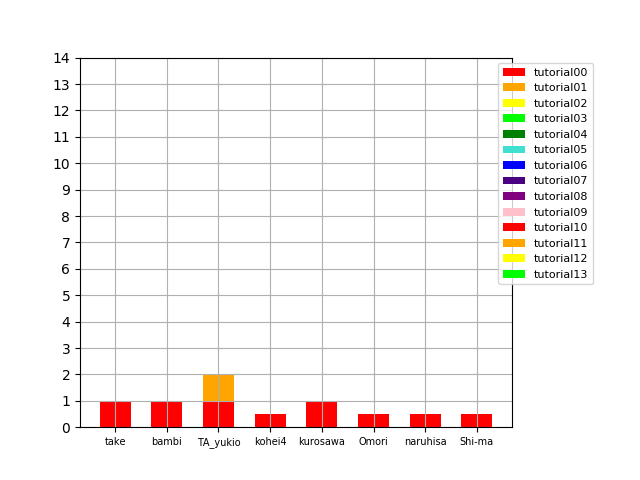 14
13
12
11
10
9
8
7
6
5
4
3
2
1
0
take bambi TA_yukio kohei4 kurosawa Omori naruhisa Shi-ma
tutorial00
tutorial01
tutorial02
tutorial03
tutorial04
tutorial05
tutorial06
tutorial07
tutorial08
tutorial09
tutorial10
tutorial11
tutorial12
tutorial13